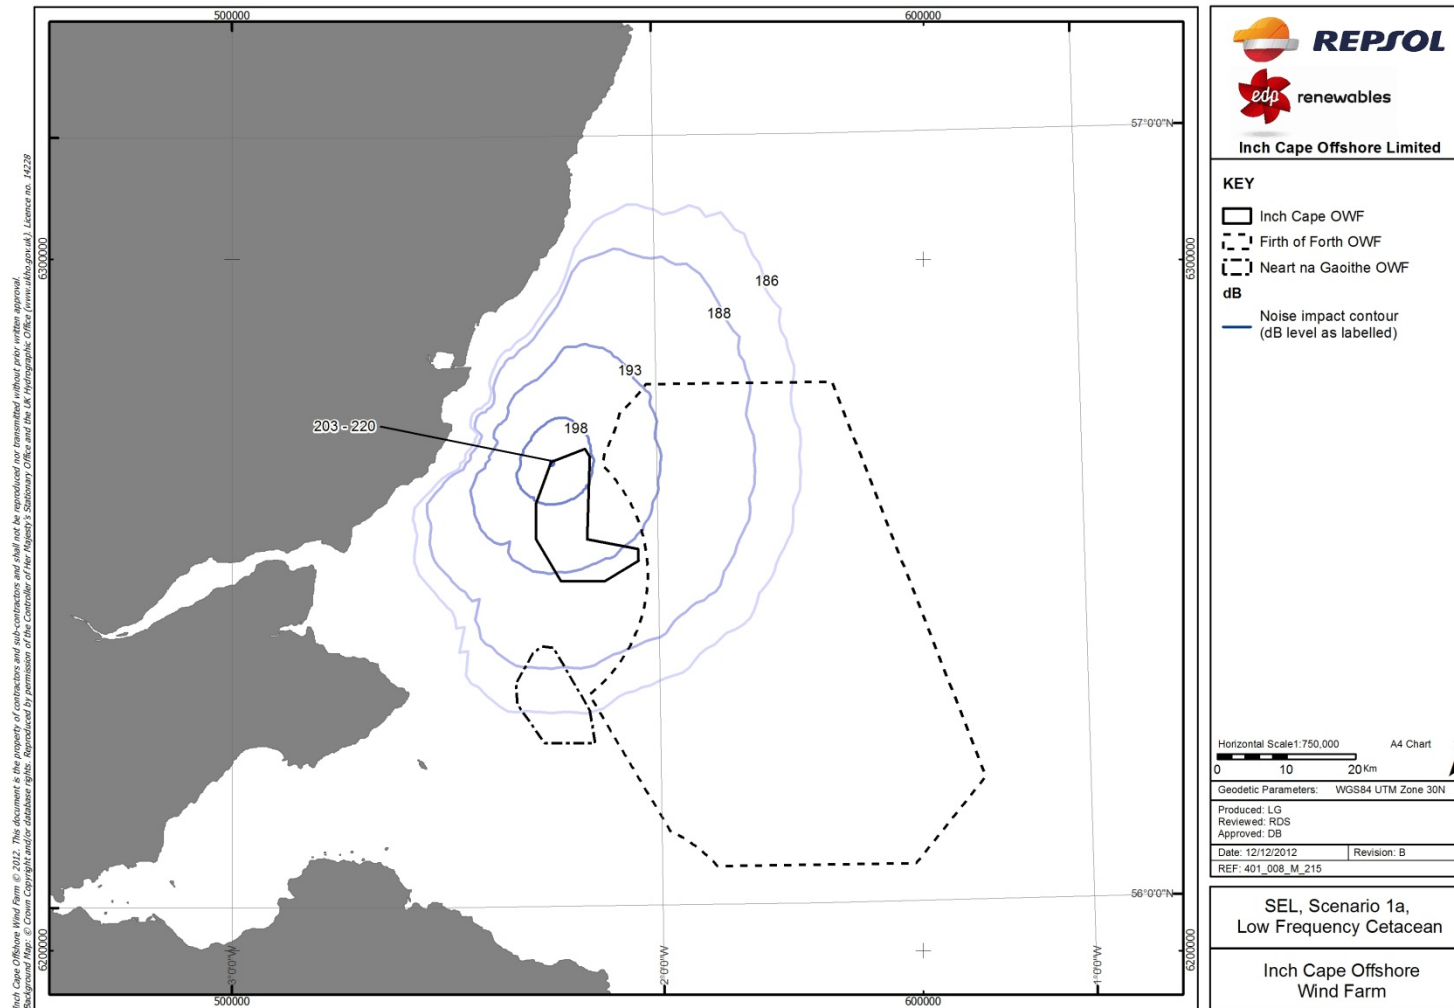 500000
600000
57°0'0"N
6300000
6300000
186
188
193
198
203 - 220
56°0'0"N
6200000
6200000
3°0'0"W
2°0'0"W
1°0'0"W
500000
600000
Inch Cape Offshore Wind Farm © 2012. This document is the property of contractors and sub-contractors and shall not be reproduced nor transmitted without prior written approval.
Background Map: © Crown Copyright and/or database rights. Reproduced by permission of the Controller of Her Majesty's Stationary Office and the UK Hydrographic Office (www.ukho.gov.uk). Licence no. 14228
REPSOL
edp renewables
Inch Cape Offshore Limited
KEY
Inch Cape OWF
Firth of Forth OWF
Neart na Gaoithe OWF
dB
Noise impact contour
(dB level as labelled)
Horizontal Scale1:750,000 A4 Chart
0 10 20 Km
Geodetic Parameters: WGS84 UTM Zone 30N
Produced: LG
Reviewed: RDS
Approved: DB
Date: 12/12/2012 Revision: B
REF: 401_008_M_215
SEL, Scenario 1a,
Low Frequency Cetacean
Inch Cape Offshore
Wind Farm